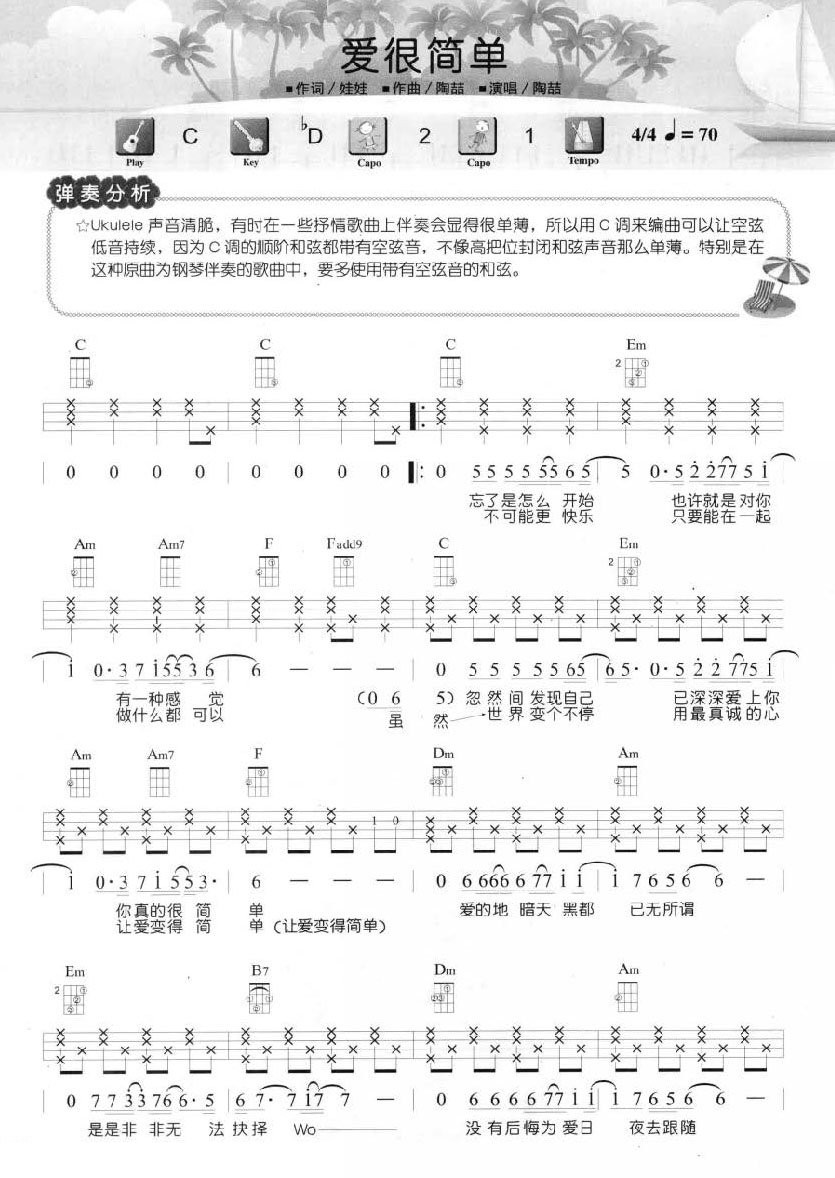 爱很简单
■作词／娃娃 ■作曲／陶喆 ■演唱／陶喆
C ♭D 2 1 4/4 ♩=70
Play Key Capo Capo Tempo
弹奏分析
☆Ukulele 声音清脆，有时在一些抒情歌曲上伴奏会显得很单薄，所以用 C 调来编曲可以让空弦
低音持续，因为 C 调的顺阶和弦都带有空弦音，不像高把位封闭和弦声音那么单薄。特别是在
这种原曲为钢琴伴奏的歌曲中，要多使用带有空弦音的和弦。
C C C Em
0 0 0 0 | 0 0 0 0 |: 0 5 5 5 5 5 5 6 5 | 5 0·5 2 2 7 7 5 i
忘了是怎么 开始 也许就是对你
不可能更 快乐 只要能在一起
Am Am7 F Fadd9 C Em
i 0·3 7 i 5 5 3 6 | 6 — — — | 0 5 5 5 5 5 6 5 | 6 5·0·5 2 2 7 7 5 i
有一种感 觉 (0 6 5) 忽然间发现自己 已深深爱上你
做什么都 可以 虽 然 世界变个不停 用最真诚的心
Am Am7 F Dm Am
i 0·3 7 i 5 5 3· | 6 — — — | 0 6 6 6 6 6 7 7 i i | i 7 6 5 6 6 —
你真的很 简 单 爱的地 暗天 黑都 已无所谓
让爱变得 简 单（让爱变得简单）
Em B7 Dm Am
0 7 7 3 3 3 7 6 6·5 | 6 7·7 i 7 7 — | 0 6 6 6 6 7 7 i i | i 7 6 5 6 6 —
是是非 非无 法 抉择 Wo 没有后悔为 爱日 夜去跟随